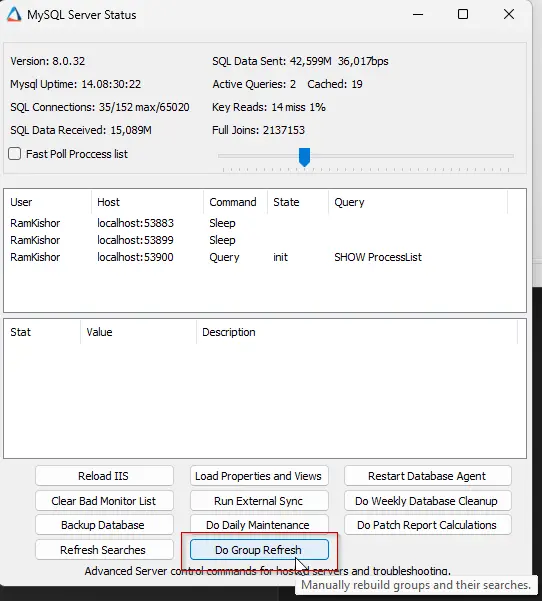 MySQL Server Status
Version: 8.0.32 SQL Data Sent: 42,599M 36,017bps
Mysql Uptime: 14.08:30:22 Active Queries: 2 Cached: 19
SQL Connections: 35/152 max/65020 Key Reads: 14 miss 1%
SQL Data Received: 15,089M Full Joins: 2137153
Fast Poll Proccess list
User Host Command State Query
RamKishor localhost:53883 Sleep
RamKishor localhost:53899 Sleep
RamKishor localhost:53900 Query init SHOW ProcessList
Stat Value Description
Reload IIS Load Properties and Views Restart Database Agent
Clear Bad Monitor List Run External Sync Do Weekly Database Cleanup
Backup Database Do Daily Maintenance Do Patch Report Calculations
Refresh Searches Do Group Refresh
Advanced Server control commands for hosted servers and troubleshooting.
Manually rebuild groups and their searches.